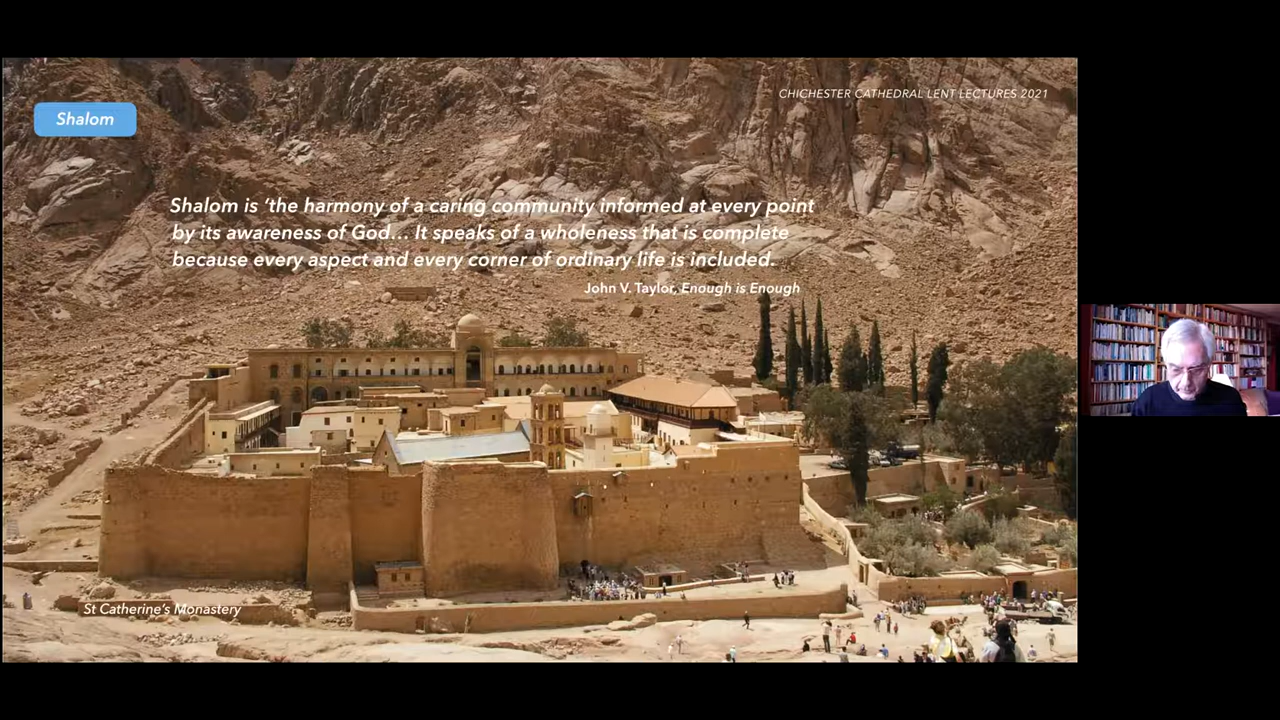 CHICHESTER CATHEDRAL LENT LECTURES 2021
Shalom
Shalom is ‘the harmony of a caring community informed at every point
by its awareness of God... It speaks of a wholeness that is complete
because every aspect and every corner of ordinary life is included.
John V. Taylor, Enough is Enough
St Catherine's Monastery